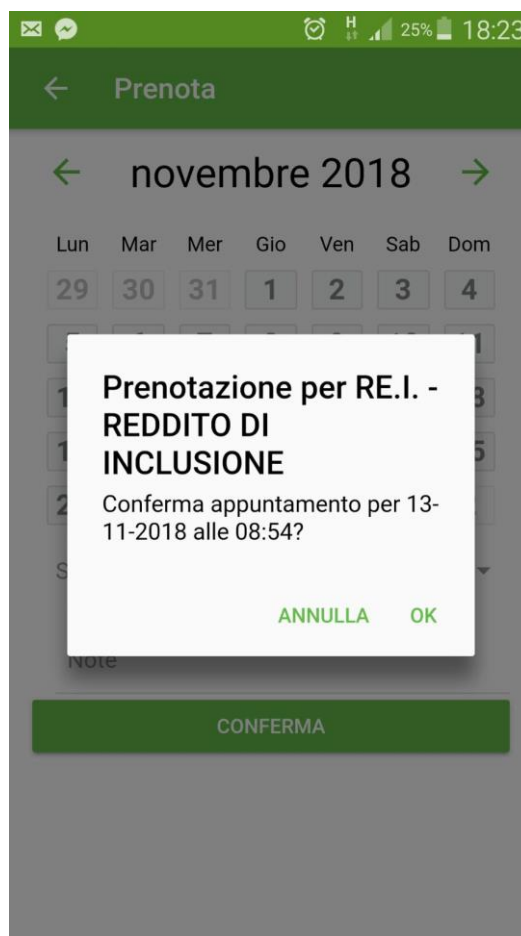 H 25% 18:23
Prenota
novembre 2018
Lun Mar Mer Gio Ven Sab Dom
29 30 31 1 2 3 4
Prenotazione per RE.I. -
REDDITO DI
INCLUSIONE
Conferma appuntamento per 13-
11-2018 alle 08:54?
ANNULLA OK
Note
CONFERMA